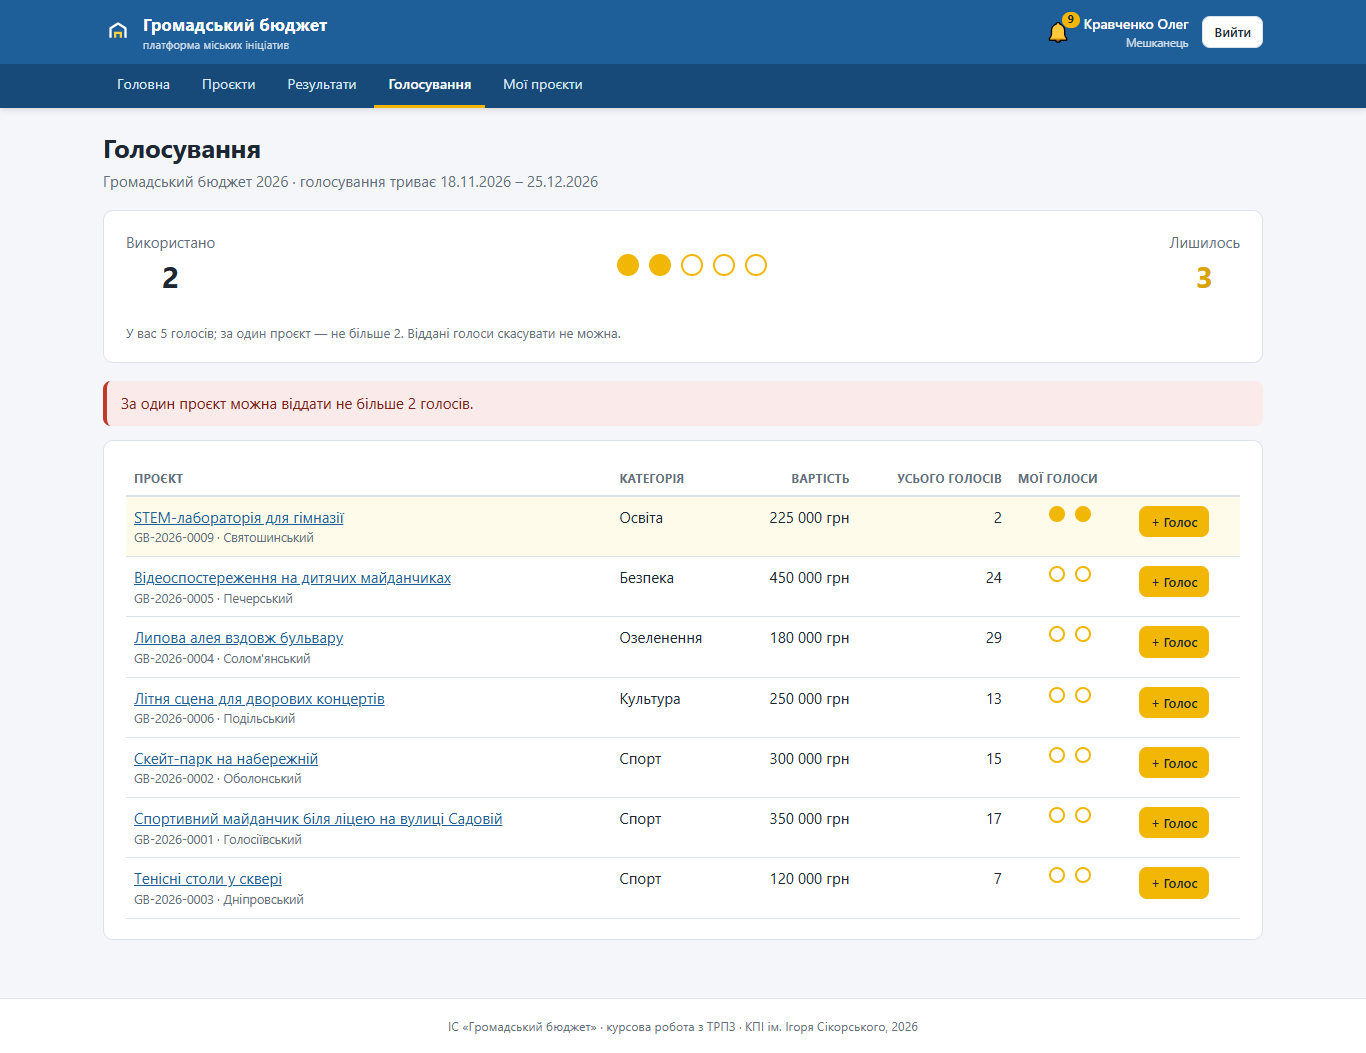 Громадський бюджет
платформа міських ініціатив
9
Кравченко Олег
Мешканець
Вийти
Головна
Проєкти
Результати
Голосування
Мої проєкти
Голосування
Громадський бюджет 2026 · голосування триває 18.11.2026 – 25.12.2026
Використано
2
Лишилось
3
У вас 5 голосів; за один проєкт — не більше 2. Віддані голоси скасувати не можна.
За один проєкт можна віддати не більше 2 голосів.
ПРОЄКТ КАТЕГОРІЯ ВАРТІСТЬ УСЬОГО ГОЛОСІВ МОЇ ГОЛОСИ
STEM-лабораторія для гімназії Освіта 225 000 грн 2 + Голос
GB-2026-0009 · Святошинський
Відеоспостереження на дитячих майданчиках Безпека 450 000 грн 24 + Голос
GB-2026-0005 · Печерський
Липова алея вздовж бульвару Озеленення 180 000 грн 29 + Голос
GB-2026-0004 · Солом'янський
Літня сцена для дворових концертів Культура 250 000 грн 13 + Голос
GB-2026-0006 · Подільський
Скейт-парк на набережній Спорт 300 000 грн 15 + Голос
GB-2026-0002 · Оболонський
Спортивний майданчик біля ліцею на вулиці Садовій Спорт 350 000 грн 17 + Голос
GB-2026-0001 · Голосіївський
Тенісні столи у сквері Спорт 120 000 грн 7 + Голос
GB-2026-0003 · Дніпровський
ІС «Громадський бюджет» · курсова робота з ТРПЗ · КПІ ім. Ігоря Сікорського, 2026